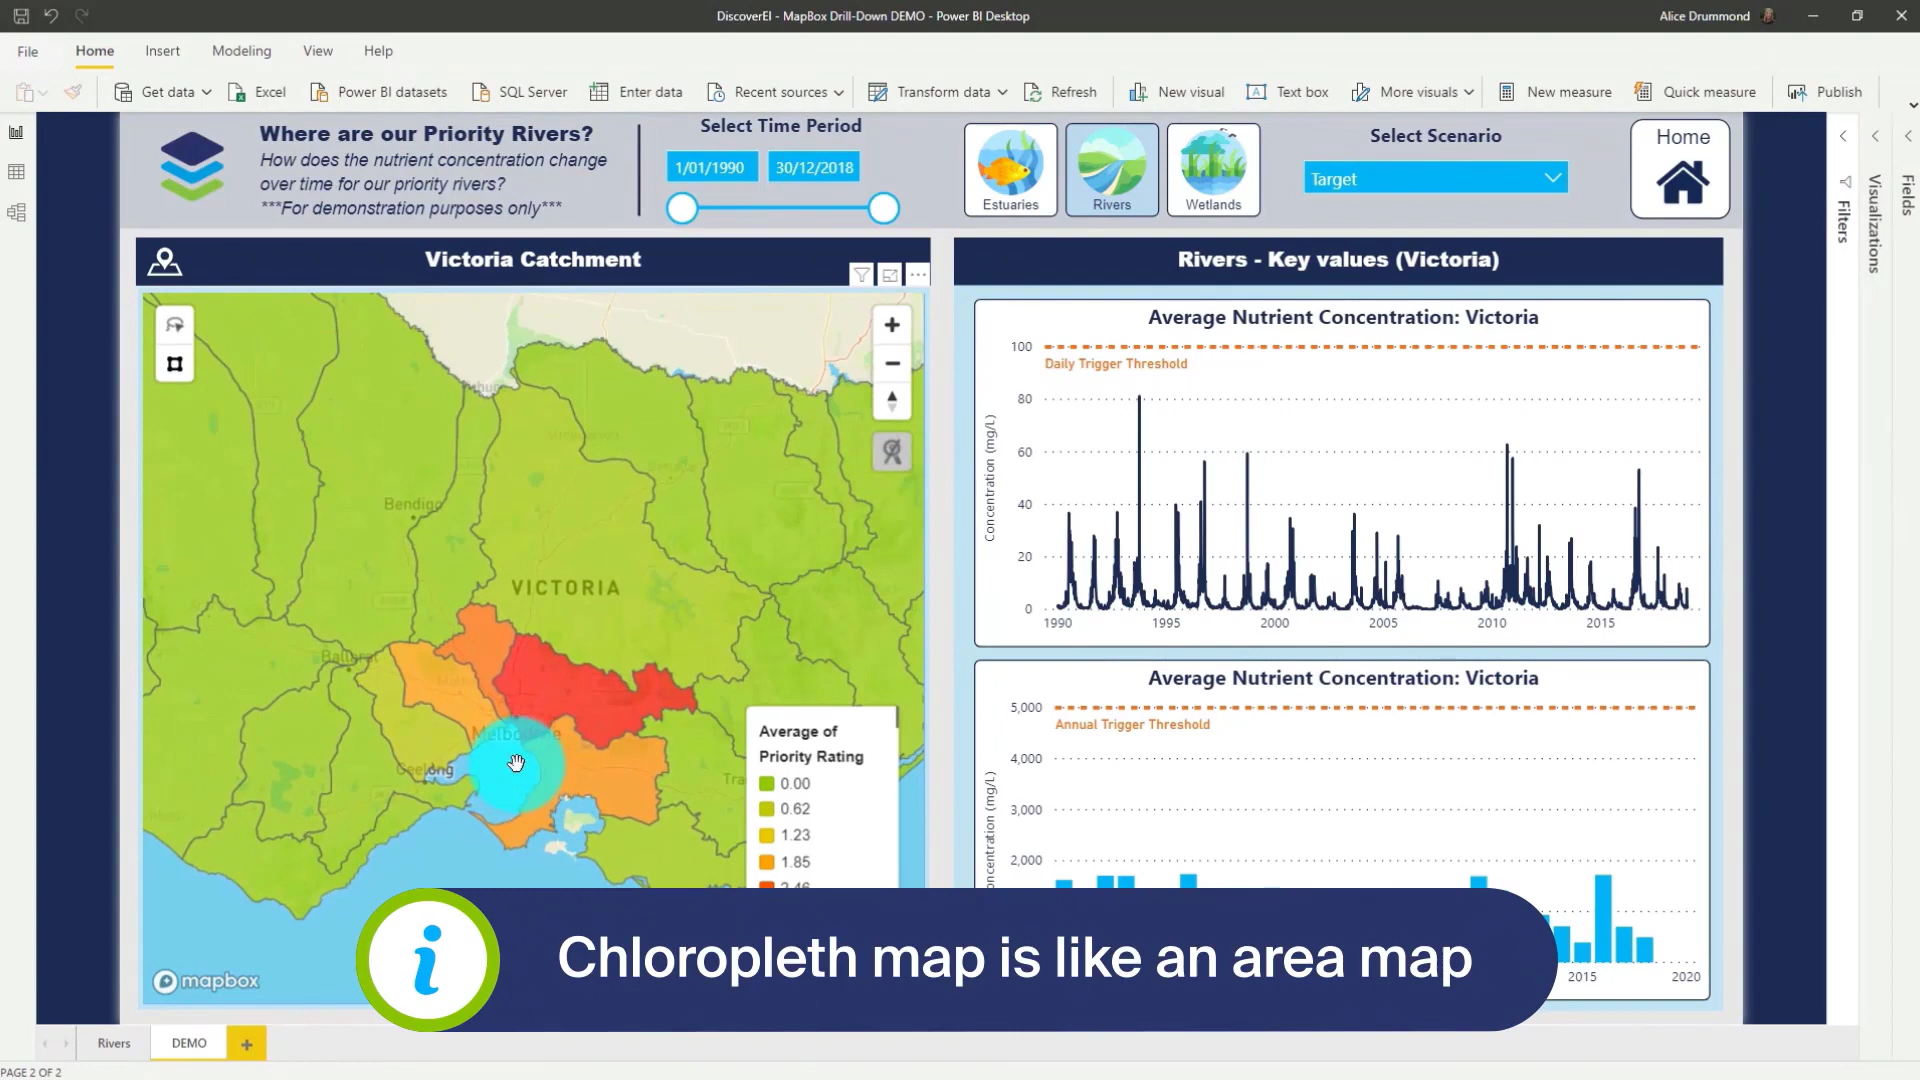 DiscoverEI - MapBox Drill-Down DEMO - Power BI Desktop
Alice Drummond
File Home Insert Modeling View Help
Get data Excel Power BI datasets SQL Server Enter data Recent sources Transform data Refresh New visual Text box More visuals New measure Quick measure Publish
Where are our Priority Rivers?
How does the nutrient concentration change
over time for our priority rivers?
***For demonstration purposes only***
Select Time Period
1/01/1990 30/12/2018
Estuaries
Rivers
Wetlands
Select Scenario
Target
Home
Filters
Visualizations
Fields
Victoria Catchment
Bendigo
VICTORIA
Ballarat
Melbourne
Geelong
Average of
Priority Rating
0.00
0.62
1.23
1.85
2.46
mapbox
Rivers - Key values (Victoria)
Average Nutrient Concentration: Victoria
100
Daily Trigger Threshold
80
60
40
20
0
Concentration (mg/L)
1990 1995 2000 2005 2010 2015
Average Nutrient Concentration: Victoria
5,000
Annual Trigger Threshold
4,000
3,000
2,000
2015 2020
i
Chloropleth map is like an area map
Rivers DEMO +
PAGE 2 OF 2